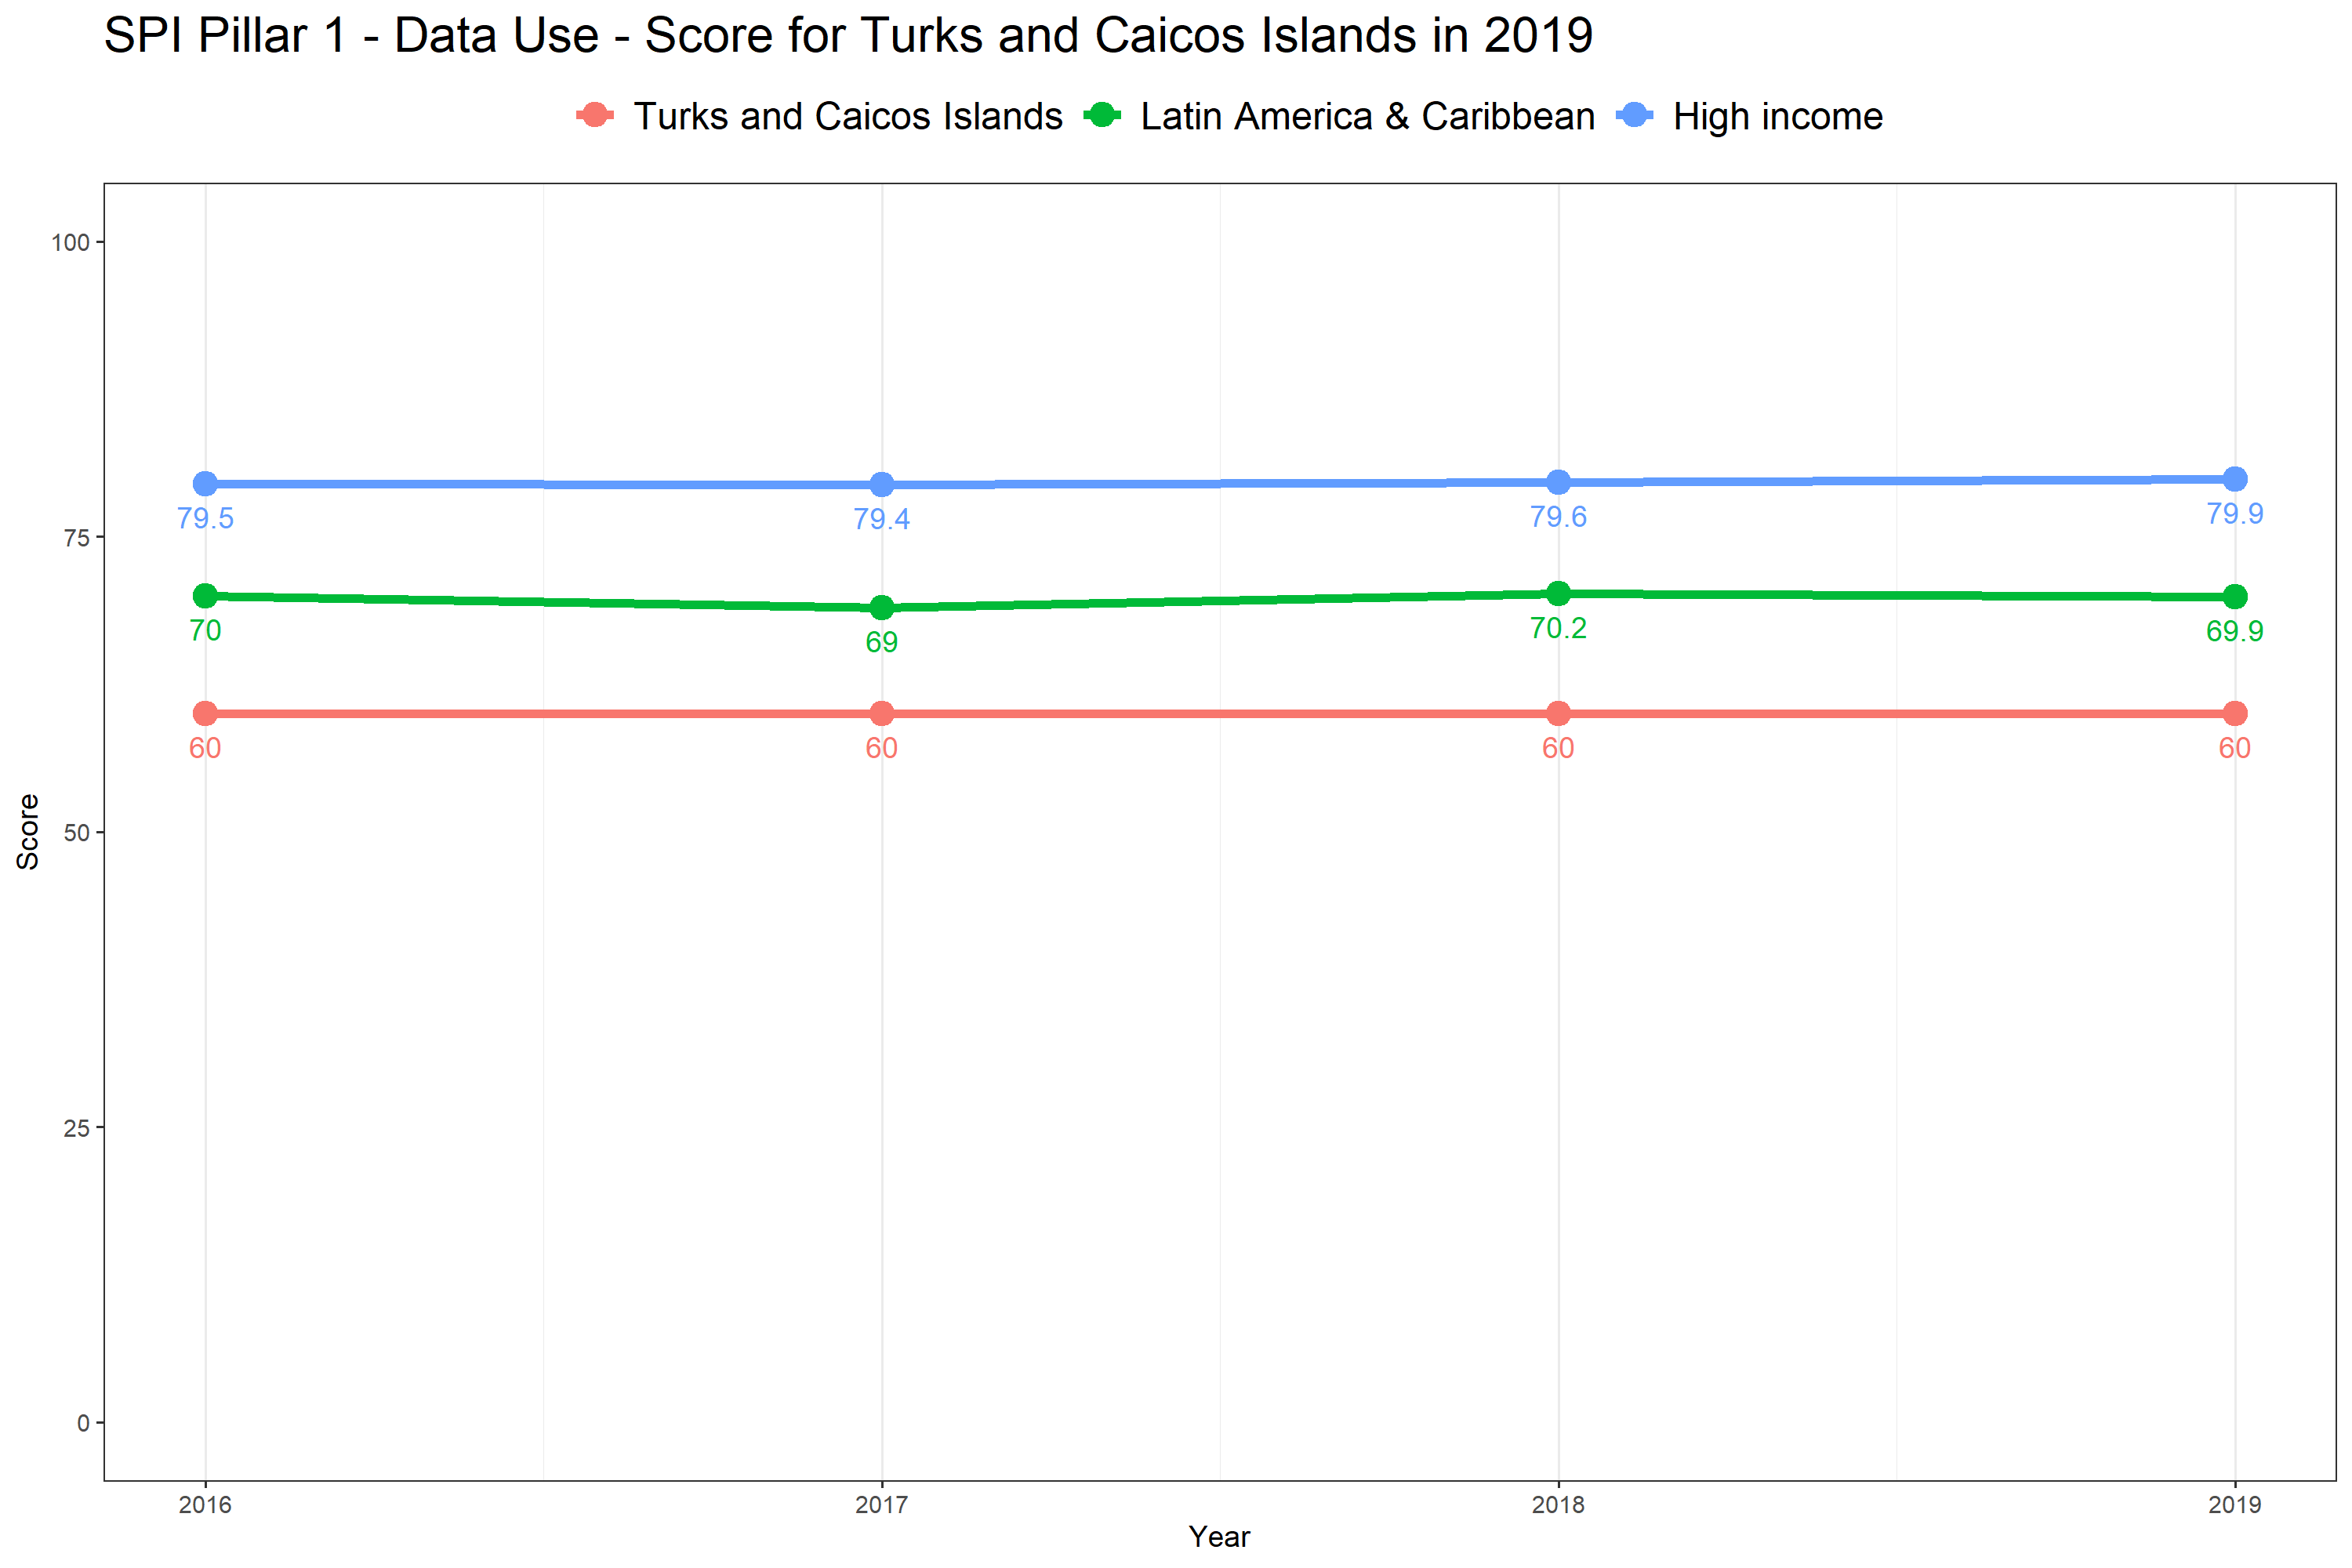 SPI Pillar 1 - Data Use - Score for Turks and Caicos Islands in 2019
Turks and Caicos Islands Latin America & Caribbean High income
100
75
50
25
0
Score
79.5 79.4 79.6 79.9
70 69 70.2 69.9
60 60 60 60
2016 2017 2018 2019
Year